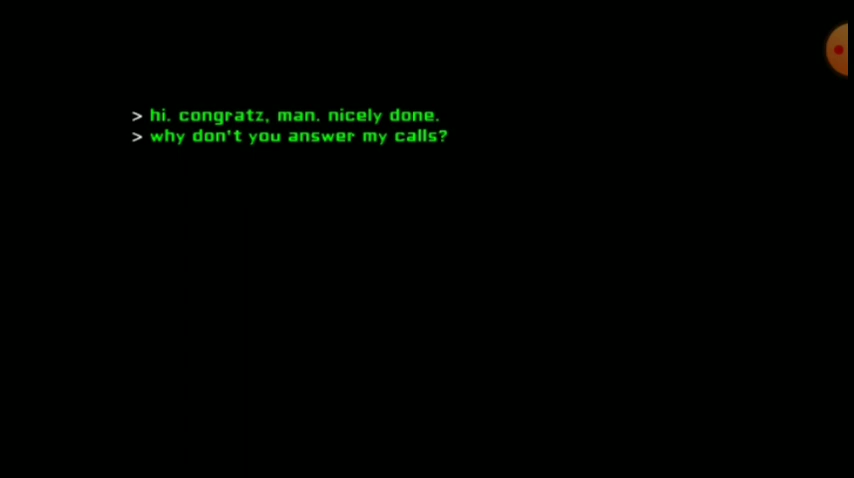 > hi. congratz, man. nicely done.
> why don't you answer my calls?